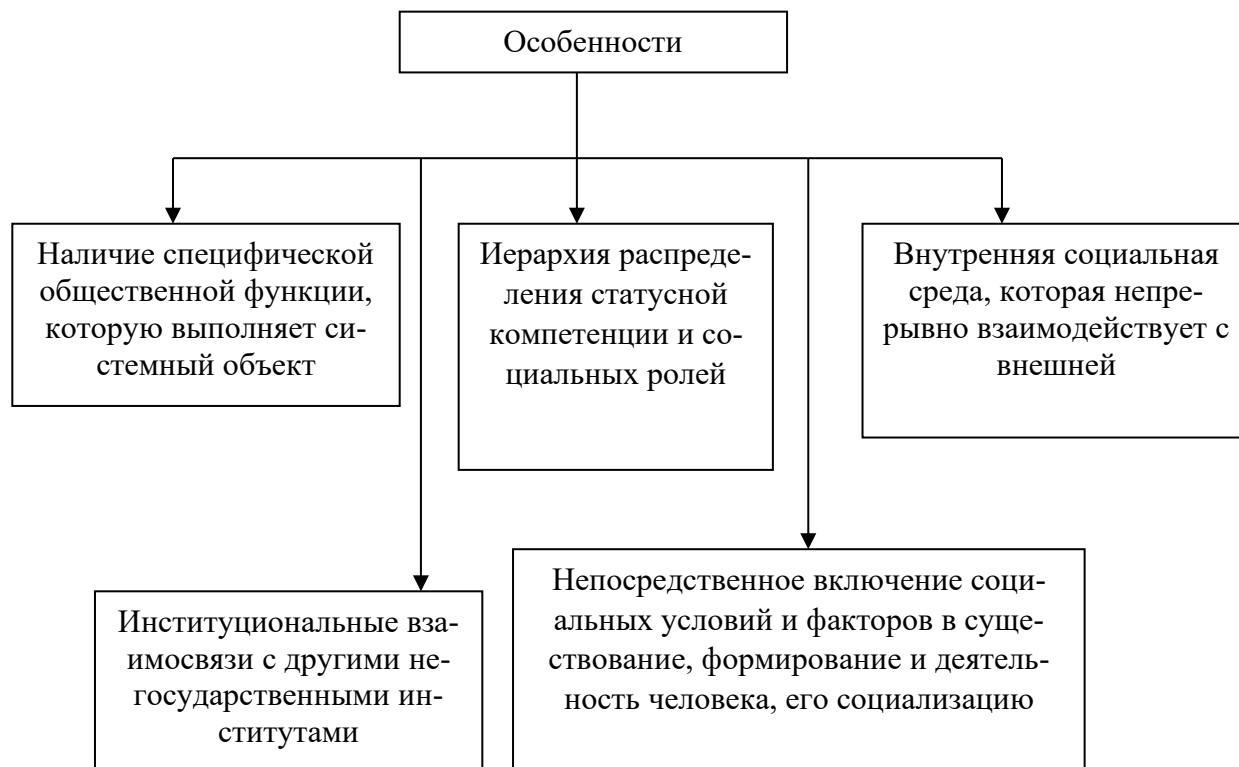 Особенности
Наличие специфической
общественной функции,
которую выполняет си-
стемный объект
Иерархия распреде-
ления статусной
компетенции и со-
циальных ролей
Внутренняя социальная
среда, которая непре-
рывно взаимодействует с
внешней
Институциональные вза-
имосвязи с другими не-
государственными ин-
ститутами
Непосредственное включение соци-
альных условий и факторов в суще-
ствование, формирование и деятель-
ность человека, его социализацию